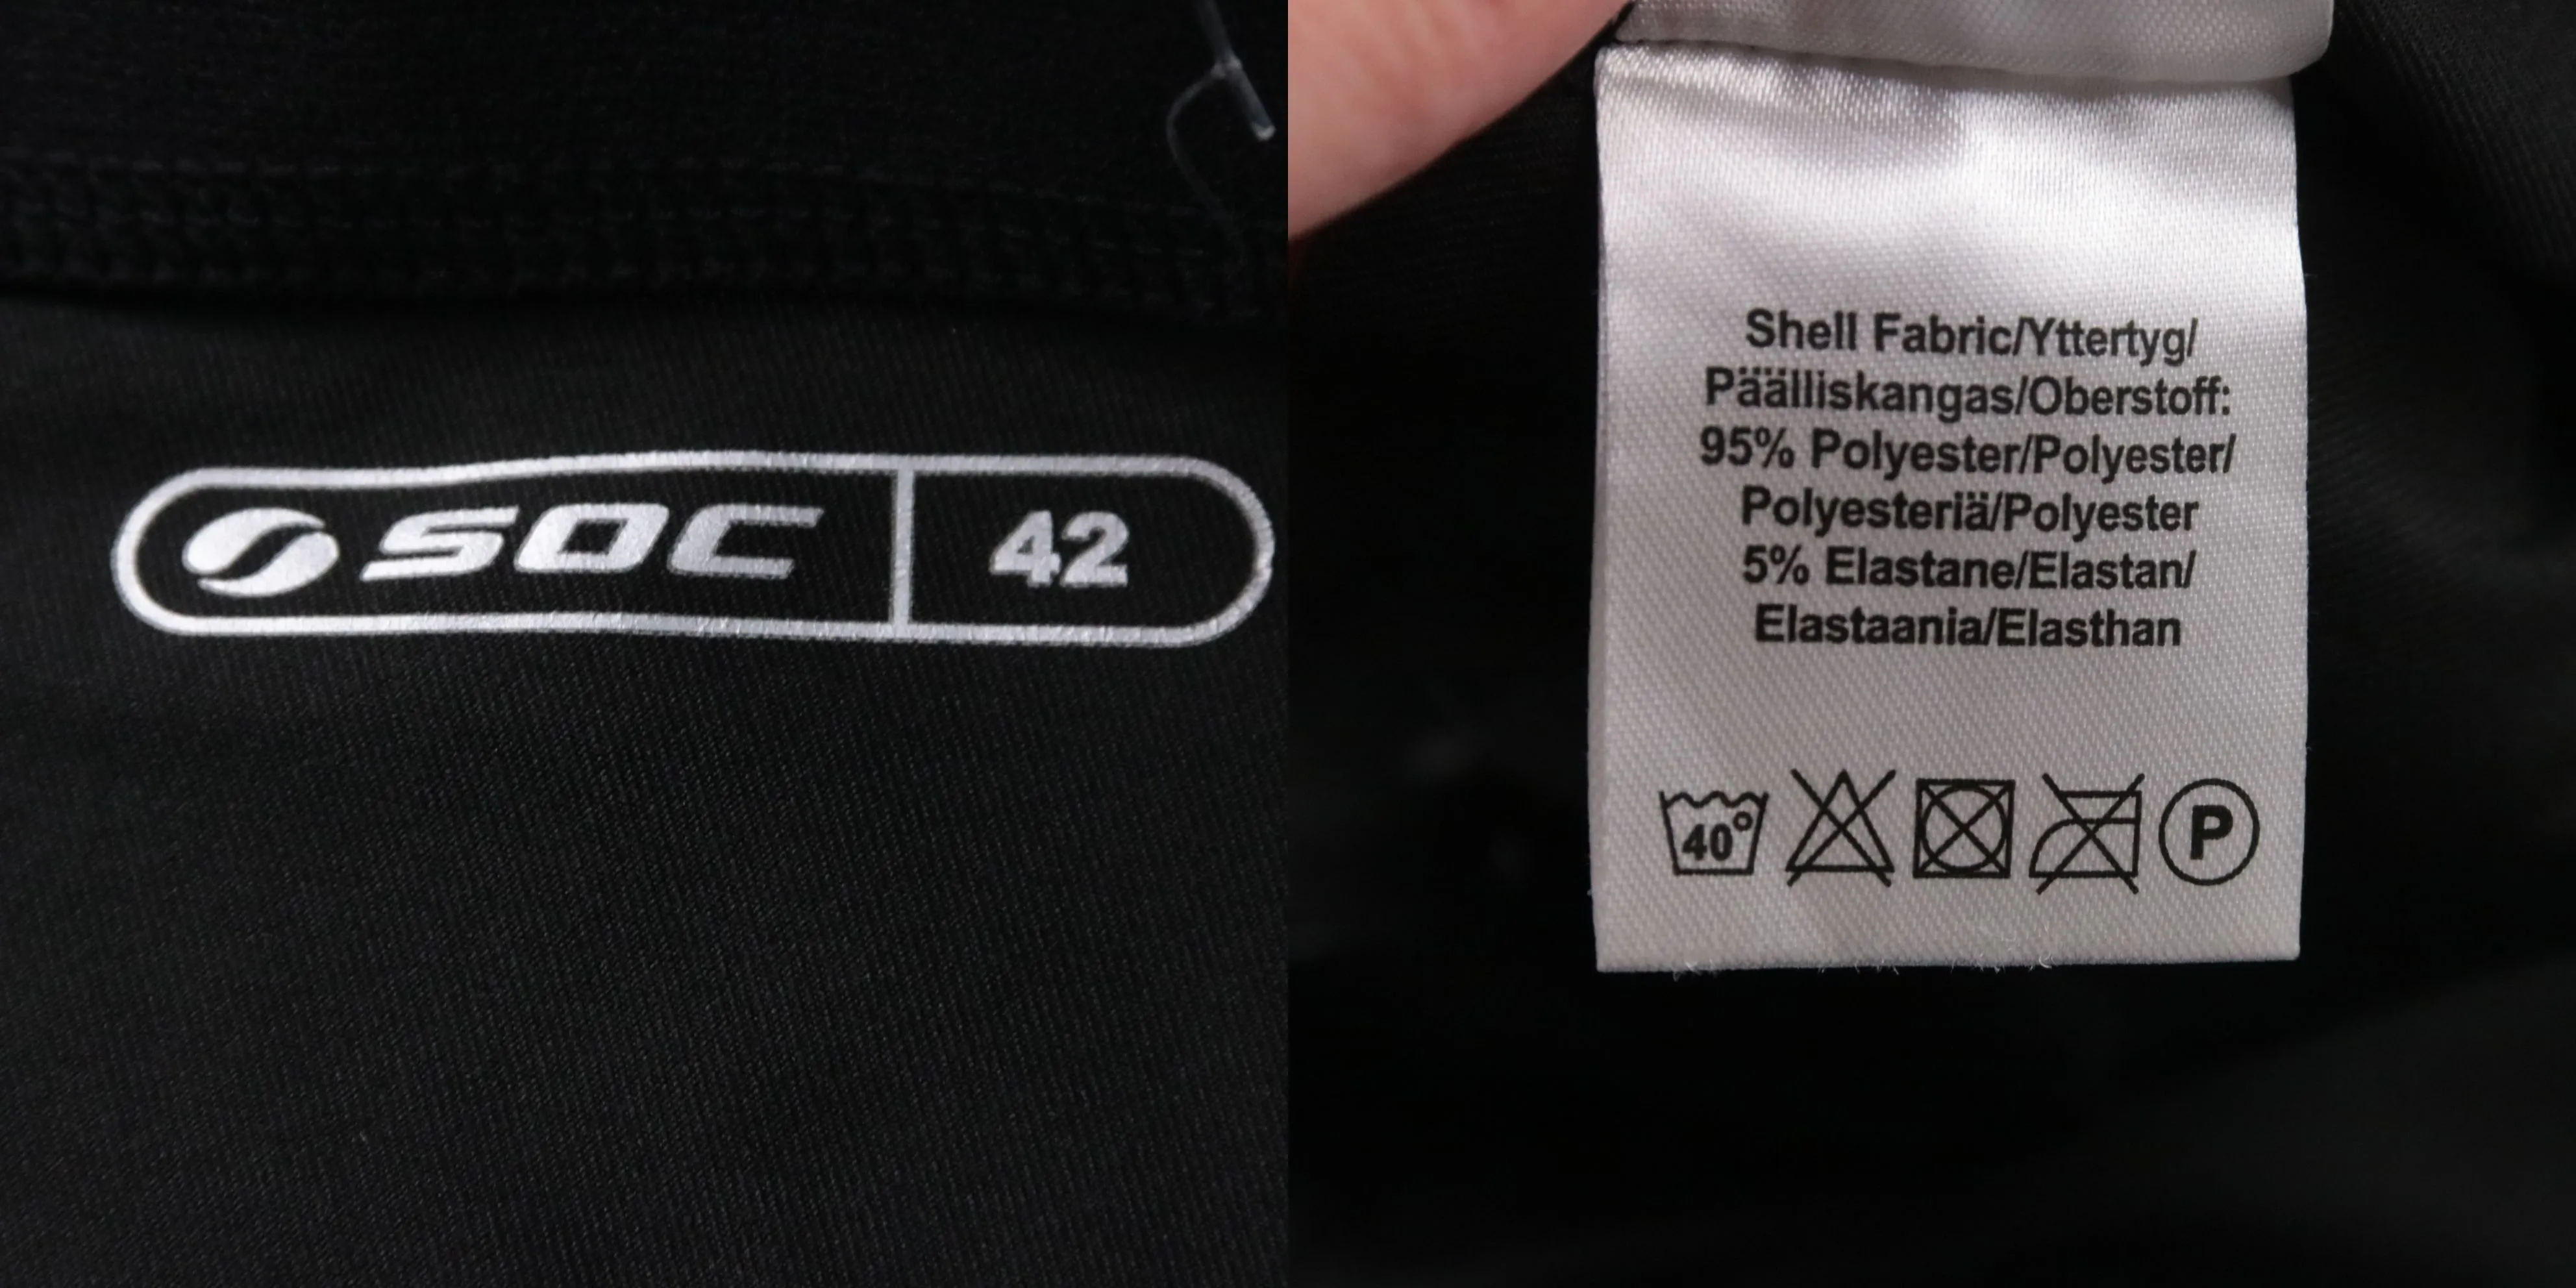 SOC 42
Shell Fabric/Yttertyg/
Päälliskangas/Oberstoff:
95% Polyester/Polyester/
Polyesteriä/Polyester
5% Elastane/Elastan/
Elastaania/Elasthan
40° P